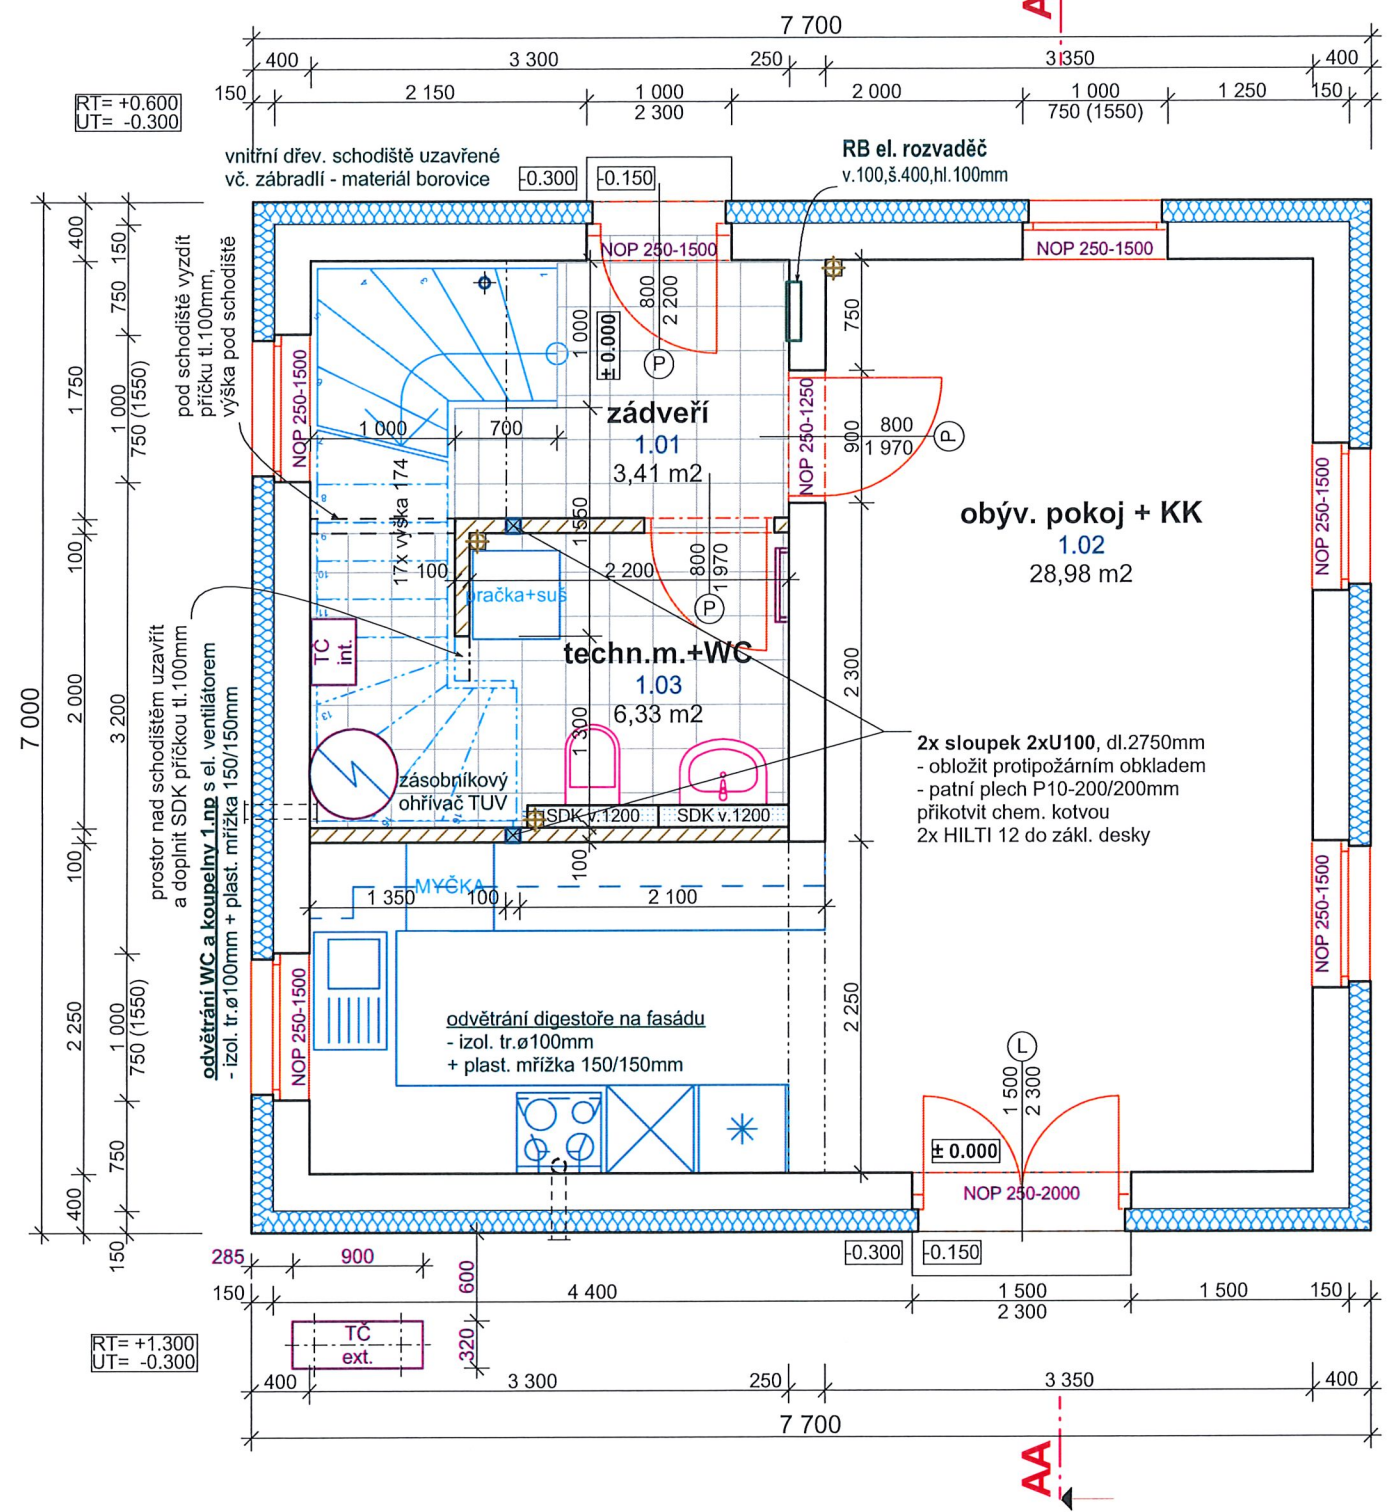 A
7 700
400 3 300 250 3 350 400
150 2 150 1 000 2 000 1 000 1 250 150
2 300 750 (1550)
RT= +0.600
UT= -0.300
vnitřní dřev. schodiště uzavřené
vč. zábradlí - materiál borovice
-0.300 -0.150
RB el. rozvaděč
v.100,š.400,hl.100mm
NOP 250-1500
NOP 250-1500
7 000
400
1 750
100
2 000
100
2 250
400
150
750
1 000
750 (1550)
3 200
1 000
750 (1550)
750
150
pod schodiště vyzdít
příčku tl.100mm,
výška pod schodiště
prostor nad schodištěm uzavřít
a doplnit SDK příčkou tl.100mm
odvětrání WC a koupelny 1.np s el. ventilátorem
- izol. tr.ø100mm + plast. mřížka 150/150mm
NOP 250-1500
NOP 250-1500
1
3
4
5
6
7
8
9
10
11
13
15
16
1 000 700
17x výška 174
1 000
± 0.000
800
2 200
P
zádveří
1.01
3,41 m2
750
900
NOP 250-1250
800
1 970
P
obýv. pokoj + KK
1.02
28,98 m2
NOP 250-1500
NOP 250-1500
1 550
100 2 200
800
1 970
P
pračka+suš
techn.m.+WC
1.03
6,33 m2
TČ
int.
1 300
2 300
zásobníkový
ohřívač TUV
SDK v.1200 SDK v.1200
2x sloupek 2xU100, dl.2750mm
- obložit protipožárním obkladem
- patní plech P10-200/200mm
přikotvit chem. kotvou
2x HILTI 12 do zákl. desky
100
MYČKA
1 350 100 2 100
2 250
odvětrání digestoře na fasádu
- izol. tr.ø100mm
+ plast. mřížka 150/150mm
L
1 500
2 300
± 0.000
NOP 250-2000
-0.300 -0.150
285 900
600
320
150 4 400 1 500 1 500 150
2 300
RT= +1.300
UT= -0.300
TČ
ext.
400 3 300 250 3 350 400
7 700
AA